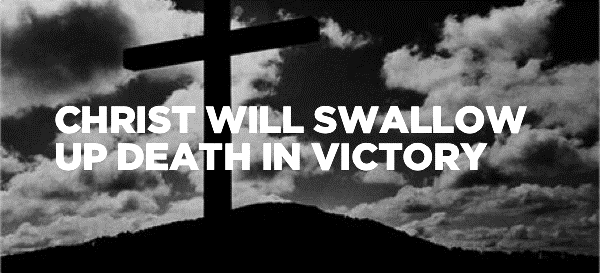 CHRIST WILL SWALLOW
UP DEATH IN VICTORY